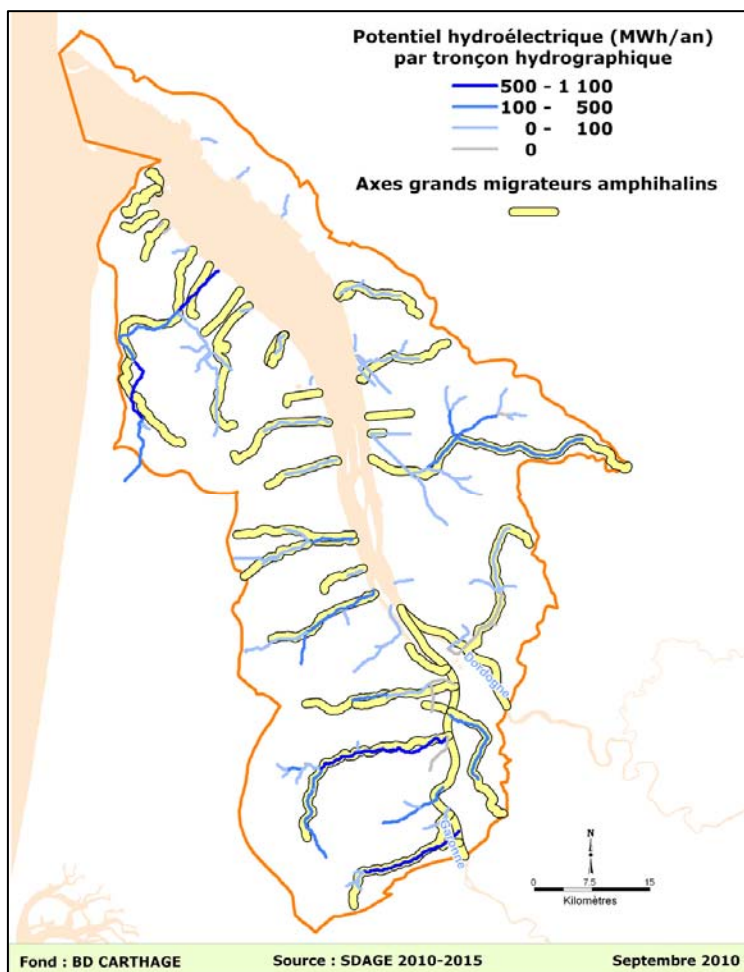 Potentiel hydroélectrique (MWh/an)
par tronçon hydrographique
500 - 1 100
100 - 500
0 - 100
0
Axes grands migrateurs amphihalins
Dordogne
Garonne
N
0 7.5 15
Kilomètres
Fond : BD CARTHAGE Source : SDAGE 2010-2015 Septembre 2010